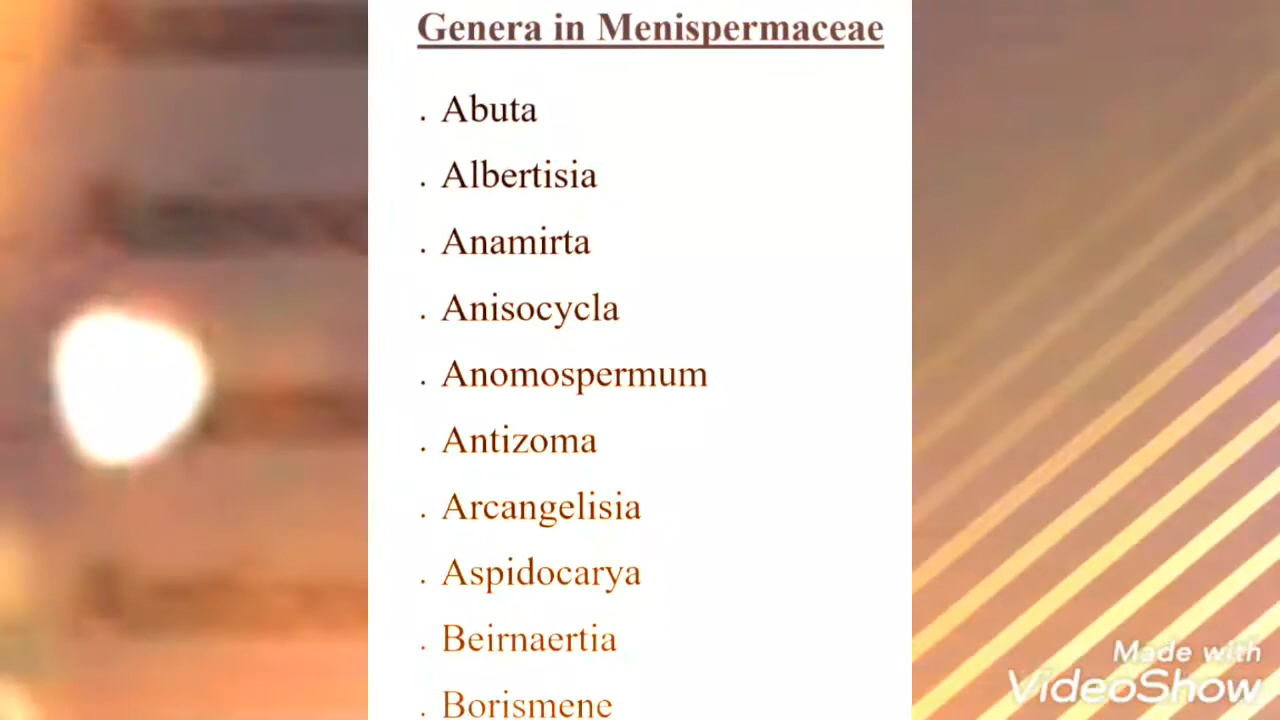 Genera in Menispermaceae
. Abuta
. Albertisia
. Anamirta
. Anisocycla
. Anomospermum
. Antizoma
. Arcangelisia
. Aspidocarya
. Beirnaertia
. Borismene
Made with
VideoShow